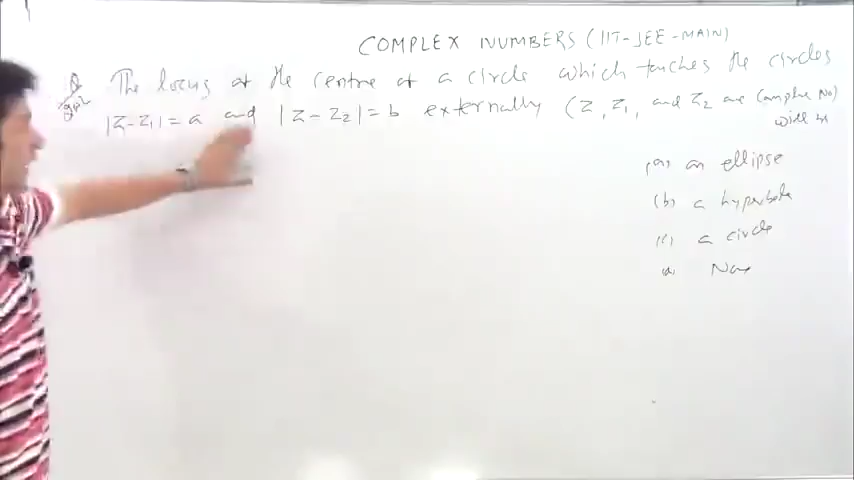 COMPLEX NUMBERS (IIT-JEE-MAIN)
Q The locus of the centre of a circle which touches the circles
|Z-Z1| = a and |Z-Z2| = b externally (Z, Z1, and Z2 are Complex No)
will be
(a) an ellipse
(b) a hyperbola
(c) a circle